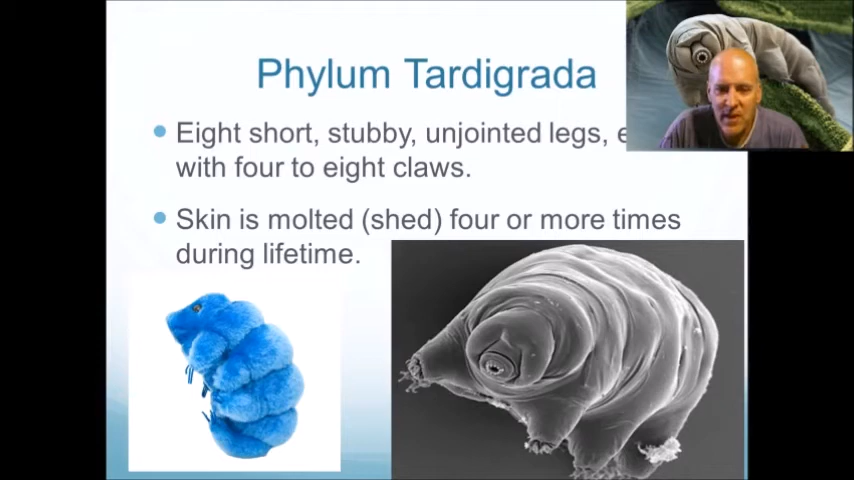 Phylum Tardigrada
Eight short, stubby, unjointed legs,
with four to eight claws.
Skin is molted (shed) four or more times
during lifetime.